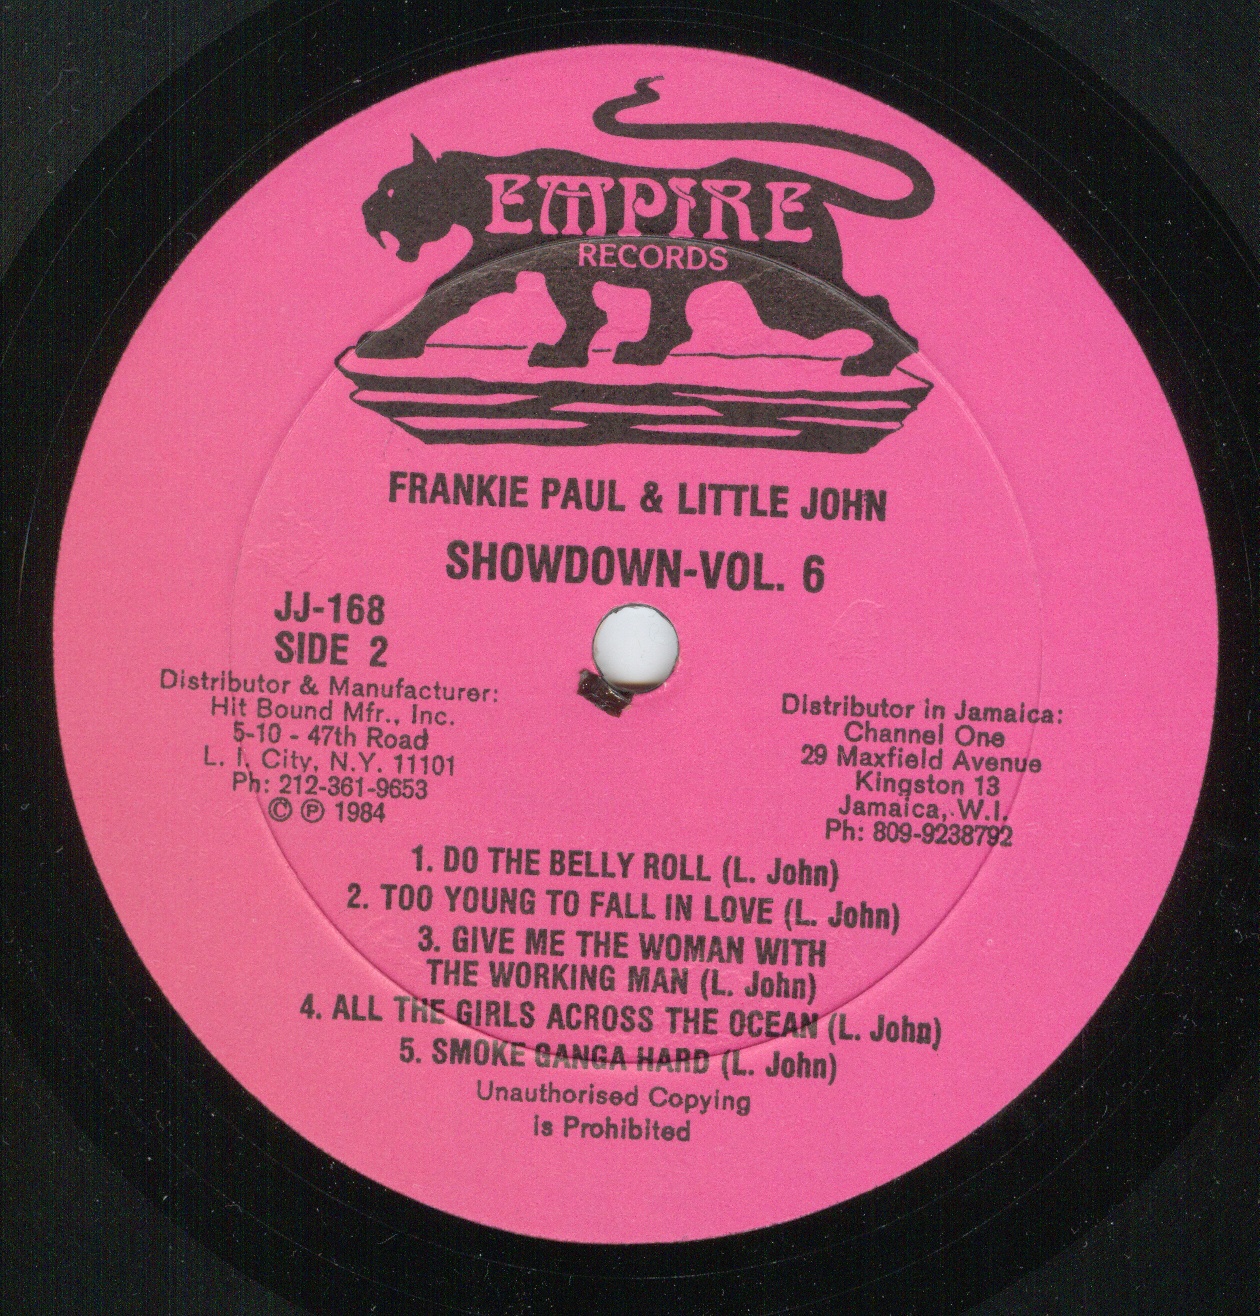 EMPIRE
RECORDS
FRANKIE PAUL & LITTLE JOHN
SHOWDOWN-VOL. 6
JJ-168
SIDE 2
Distributor & Manufacturer:
Hit Bound Mfr., Inc.
5-10 - 47th Road
L. I. City, N.Y. 11101
Ph: 212-361-9653
© ℗ 1984
Distributor in Jamaica:
Channel One
29 Maxfield Avenue
Kingston 13
Jamaica, W.I.
Ph: 809-9238792
1. DO THE BELLY ROLL (L. John)
2. TOO YOUNG TO FALL IN LOVE (L. John)
3. GIVE ME THE WOMAN WITH
THE WORKING MAN (L. John)
4. ALL THE GIRLS ACROSS THE OCEAN (L. John)
5. SMOKE GANGA HARD (L. John)
Unauthorised Copying
is Prohibited